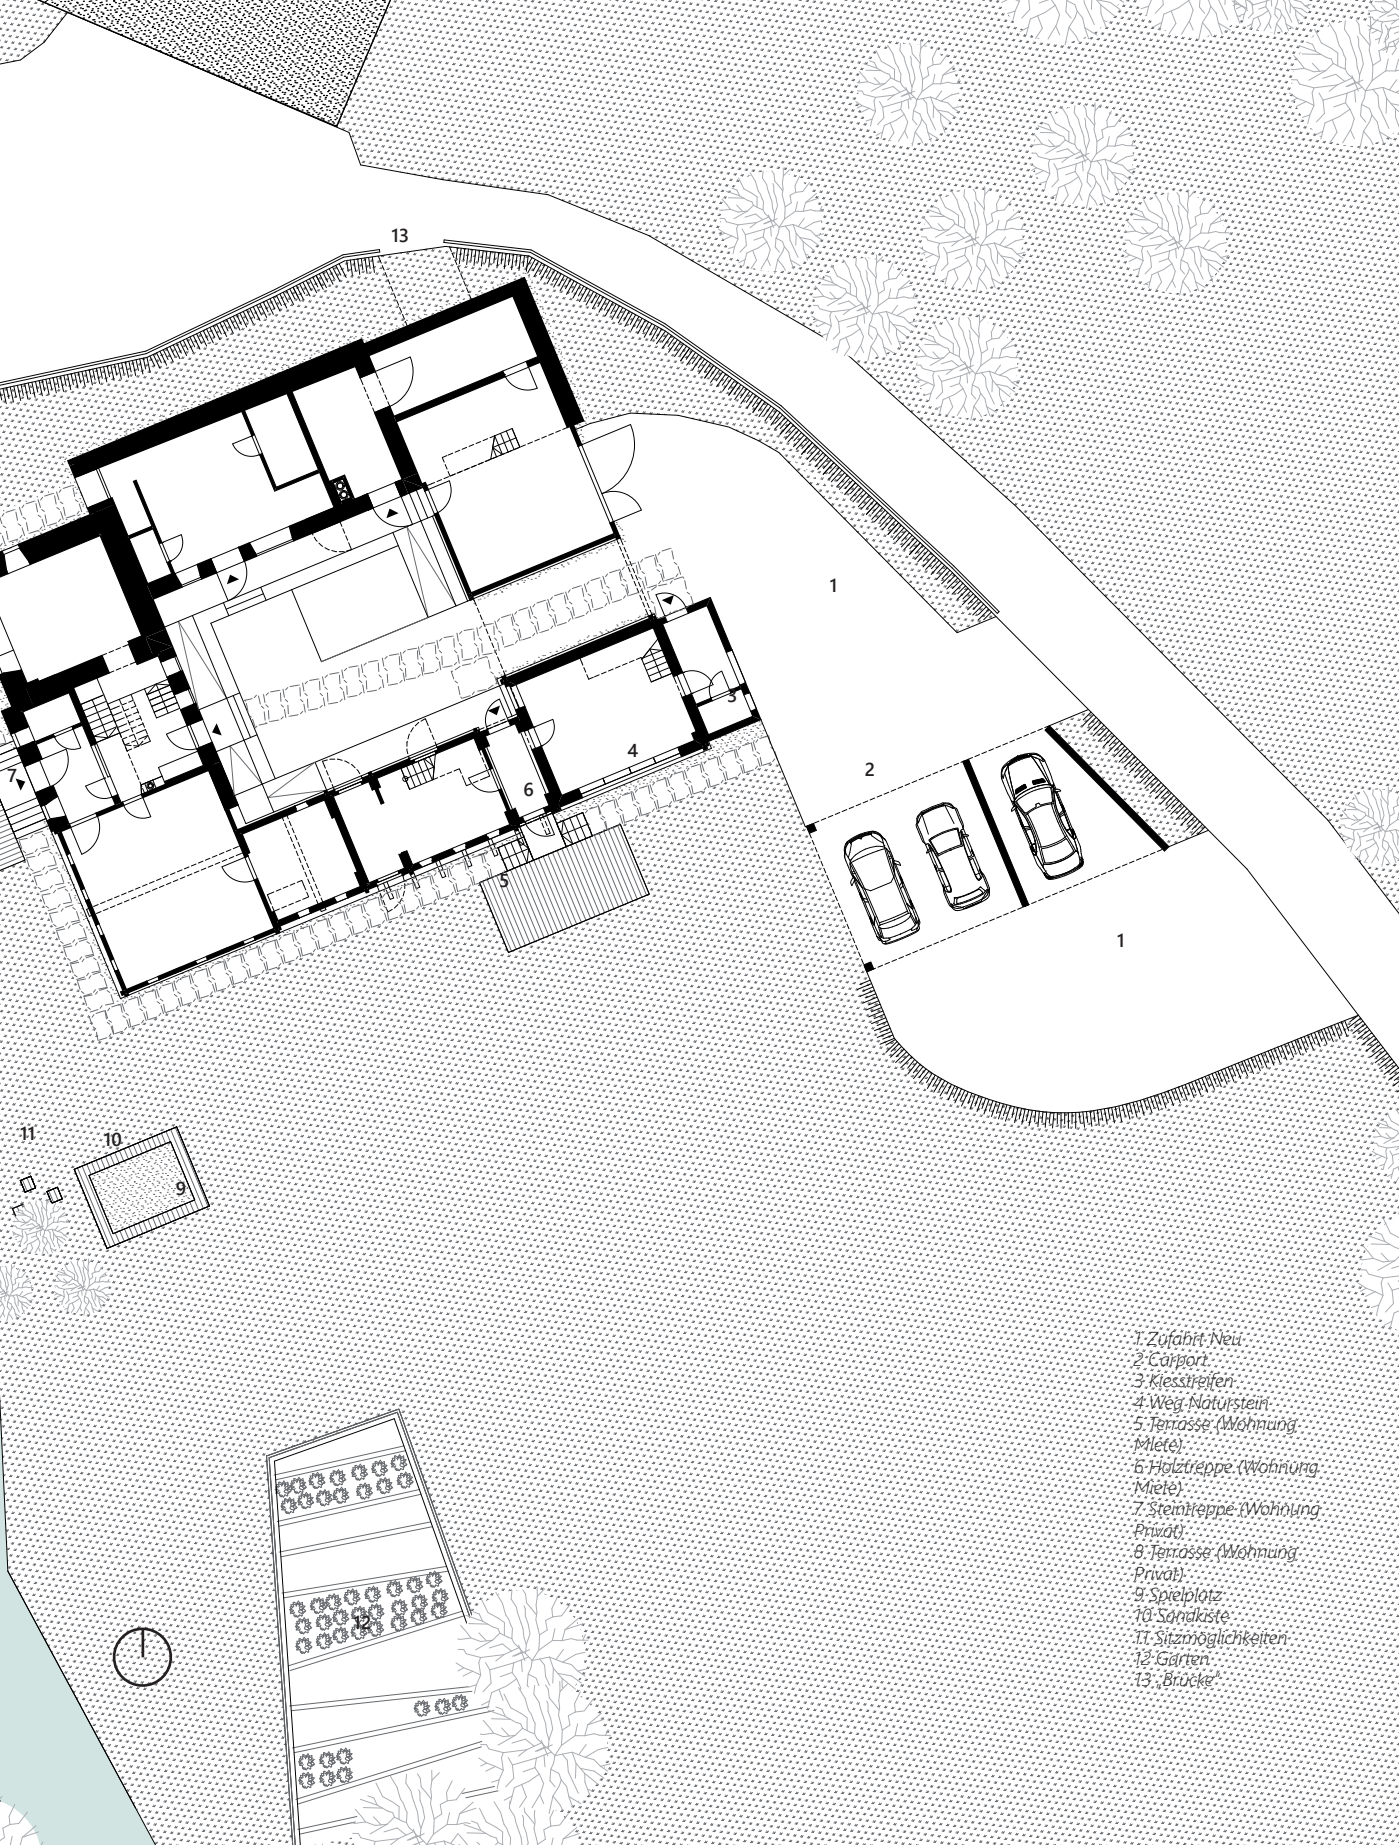 13
1
3
4
2
7
6
5
1
11
10
9
1 Zufahrt Neu
2 Carport
3 Kiesstreifen
4 Weg Naturstein
5 Terrasse (Wohnung
Miete)
6 Holztreppe (Wohnung
Miete)
7 Steintreppe (Wohnung
Privat)
8 Terrasse (Wohnung
Privat)
9 Spielplatz
10 Sandkiste
11 Sitzmöglichkeiten
12 Garten
13 „Brücke“
12